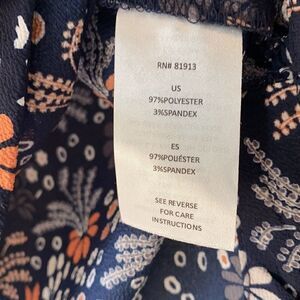 RN# 81913
US
97%POLYESTER
3%SPANDEX
ES
97%POLIÉSTER
3%SPANDEX
SEE REVERSE
FOR CARE
INSTRUCTIONS